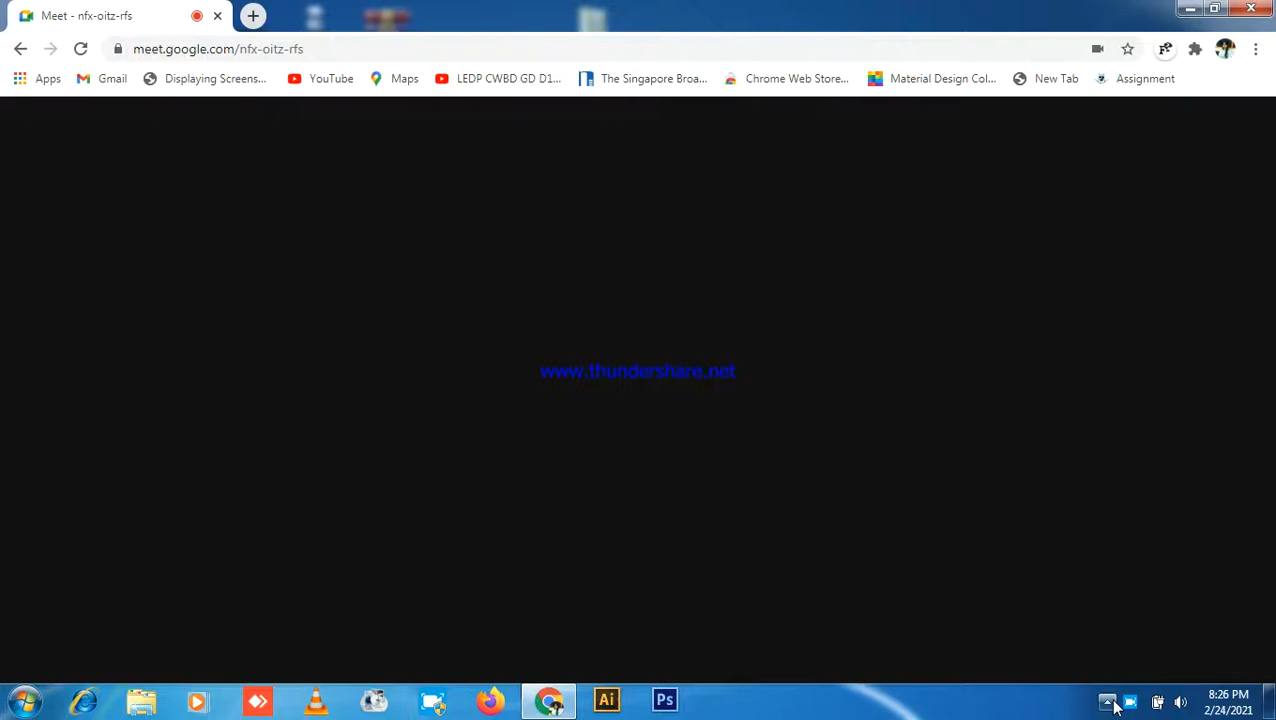 Meet - nfx-oitz-rfs
meet.google.com/nfx-oitz-rfs
Apps Gmail Displaying Screens... YouTube Maps LEDP CWBD GD D1... The Singapore Broa... Chrome Web Store... Material Design Col... New Tab Assignment
www.thundershare.net
Ai Ps
8:26 PM
2/24/2021